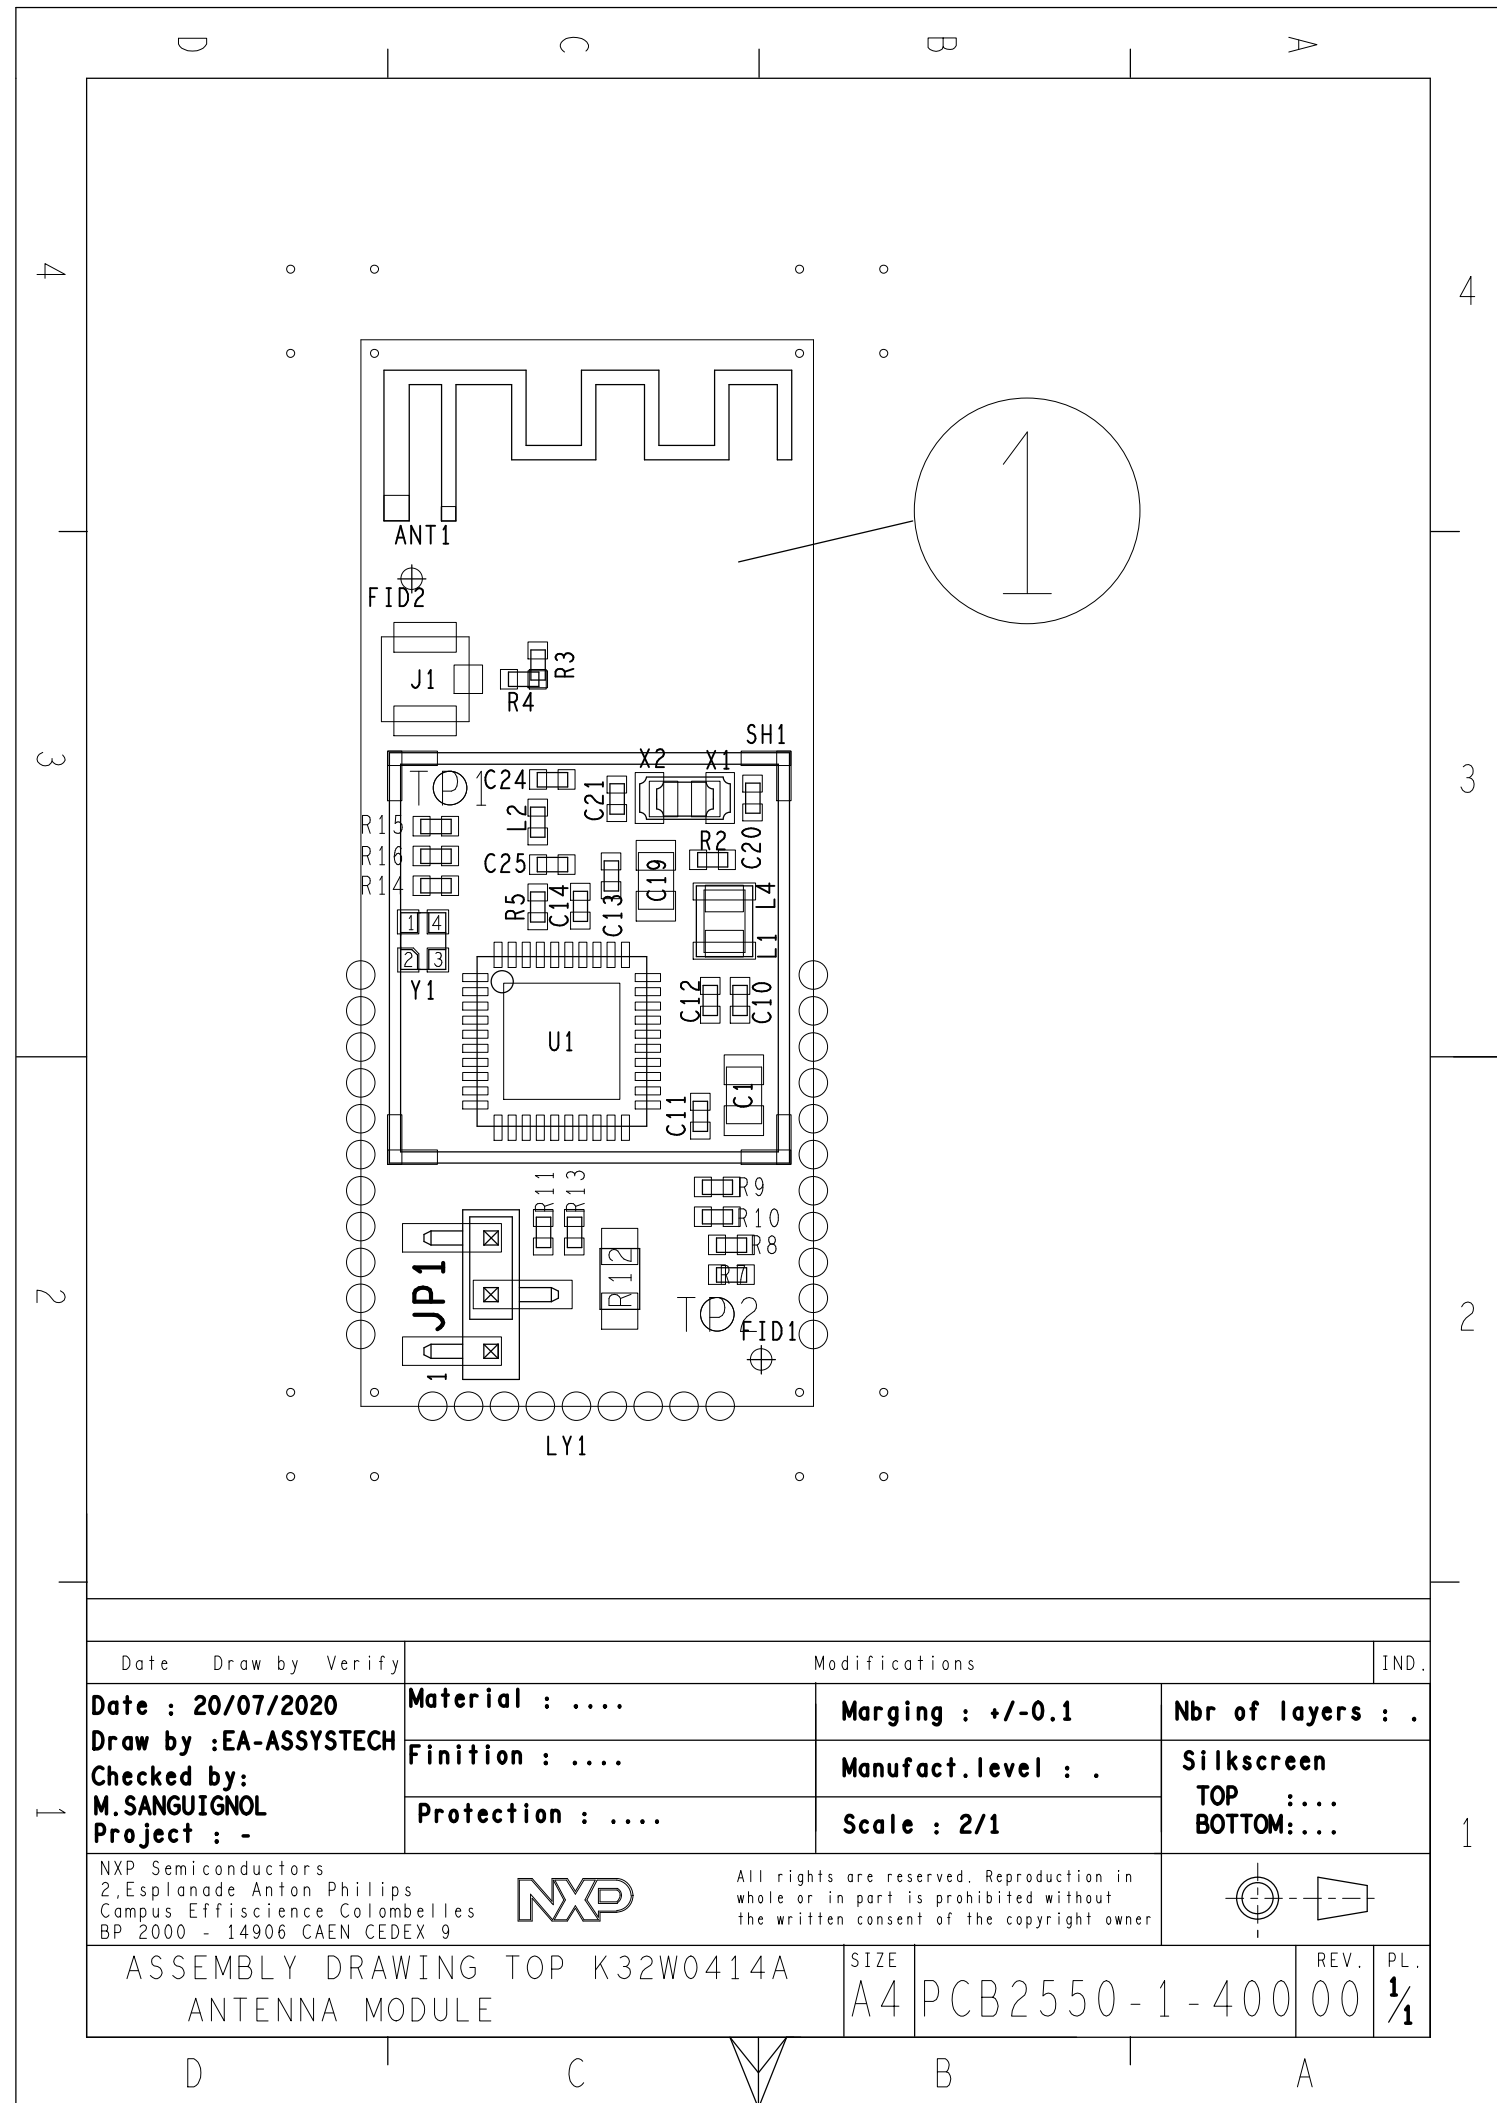 D C B A
4 4
1
ANT1
FID2
J1
R3
R4
SH1
X2 X1
TP1
C24
C21
L2
C20
R15
R2
R16
C25
C19
R14
R5
C14
C13
L4
1 4
2 3
L1
Y1
C12
C10
U1
C1
C11
3 3
R11
R13
R9
R10
R8
R7
R12
JP1
TP2
FID1
1
LY1
2 2
Date Draw by Verify
Modifications
IND.
Date : 20/07/2020
Draw by :EA-ASSYSTECH
Checked by:
M.SANGUIGNOL
Project : -
Material : ....
Finition : ....
Protection : ....
Marging : +/-0.1
Manufact.level : .
Scale : 2/1
Nbr of layers : .
Silkscreen
TOP :...
BOTTOM:...
1 1
NXP Semiconductors
2,Esplanade Anton Philips
Campus Effiscience Colombelles
BP 2000 - 14906 CAEN CEDEX 9
NXP
All rights are reserved. Reproduction in
whole or in part is prohibited without
the written consent of the copyright owner
ASSEMBLY DRAWING TOP K32W0414A
ANTENNA MODULE
SIZE
A4
PCB2550-1-400
REV.
00
PL.
1/1
D C B A